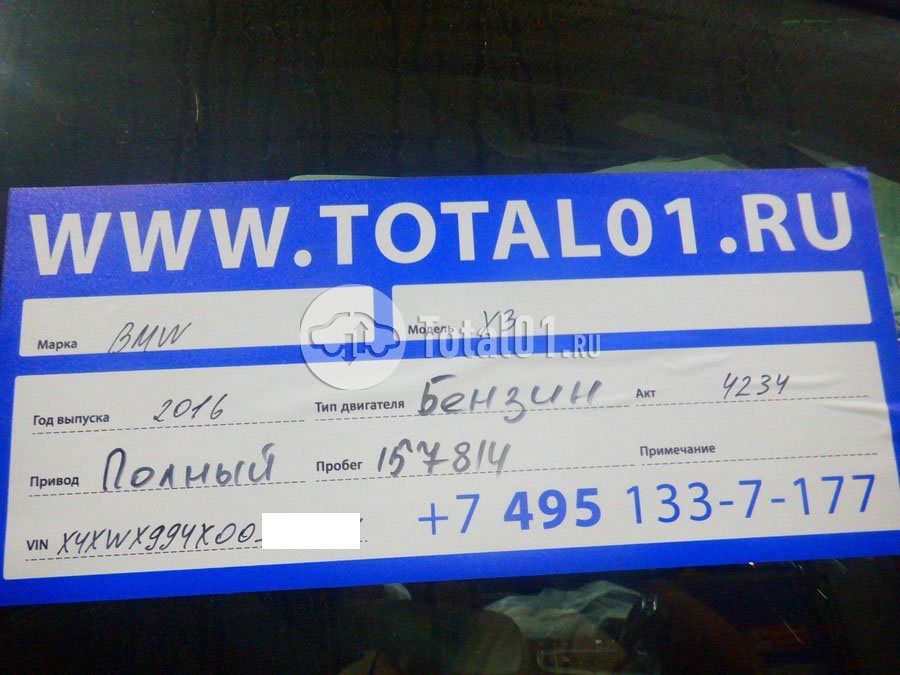 WWW.TOTAL01.RU
Марка BMW Модель X3
Total01.RU
Год выпуска 2016 Тип двигателя Бензин Акт 4234
Привод Полный Пробег 157814 Примечание
VIN X4XWX994X00 +7 495 133-7-177